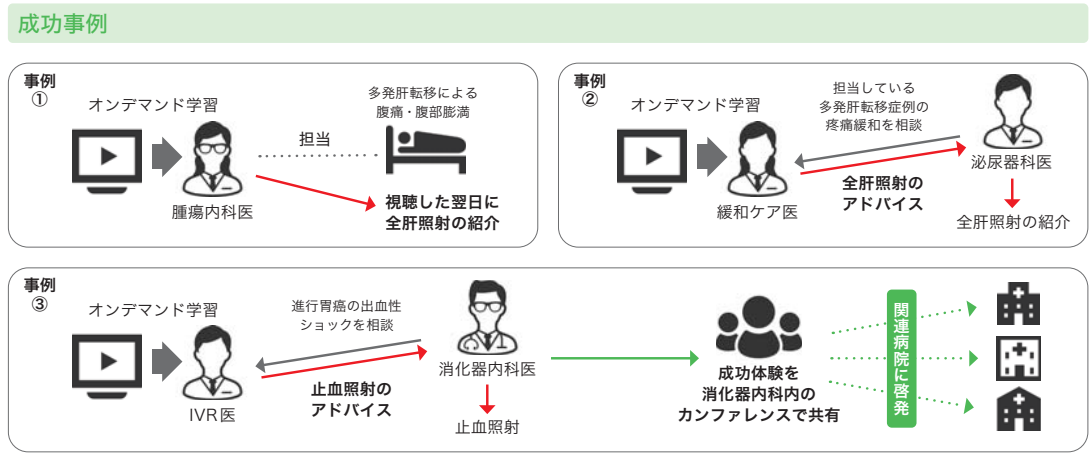 成功事例
事例
①
オンデマンド学習
腫瘍内科医
担当
多発肝転移による
腹痛・腹部膨満
視聴した翌日に
全肝照射の紹介
事例
②
オンデマンド学習
緩和ケア医
担当している
多発肝転移症例の
疼痛緩和を相談
全肝照射の
アドバイス
泌尿器科医
全肝照射の紹介
事例
③
オンデマンド学習
IVR医
進行胃癌の出血性
ショックを相談
止血照射の
アドバイス
消化器内科医
止血照射
成功体験を
消化器内科内の
カンファレンスで共有
関連病院に啓発